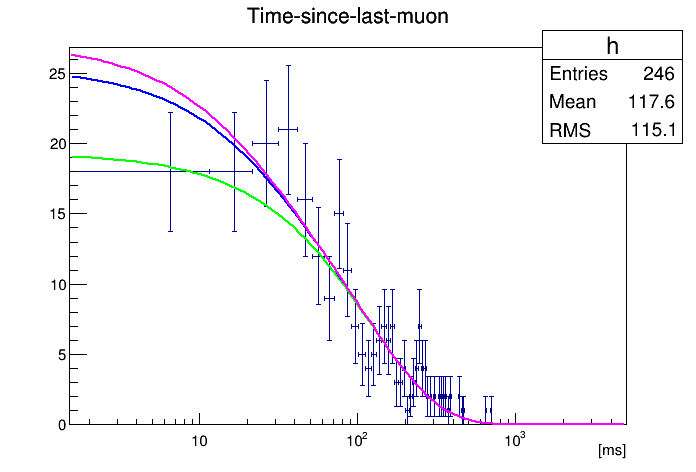 Time-since-last-muon
h
Entries 246
Mean 117.6
RMS 115.1
25
20
15
10
5
0
10 10² 10³
[ms]